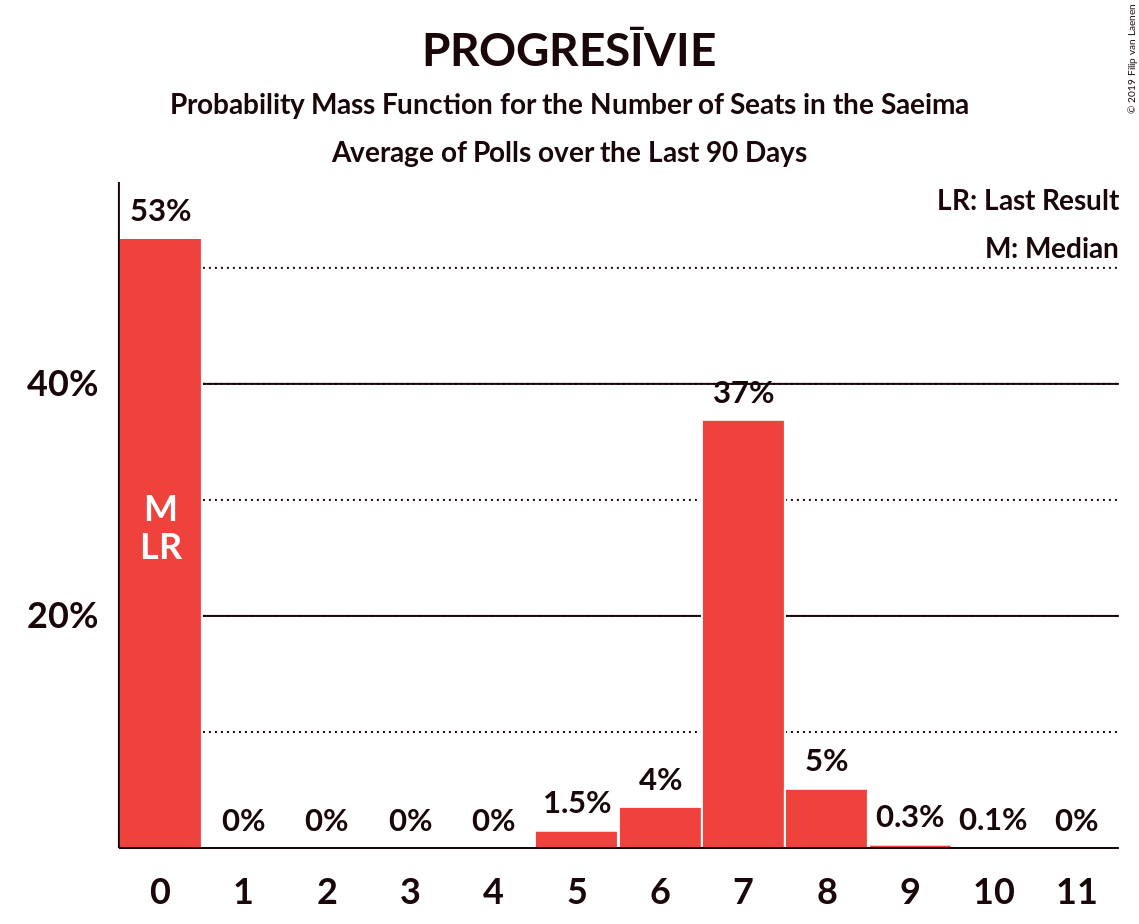 PROGRESĪVIE
Probability Mass Function for the Number of Seats in the Saeima
Average of Polls over the Last 90 Days
© 2019 Filip van Laenen
LR: Last Result
M: Median
53%
40%
37%
M
LR
20%
5%
4%
1.5%
0% 0% 0% 0% 0.3% 0.1% 0%
0 1 2 3 4 5 6 7 8 9 10 11